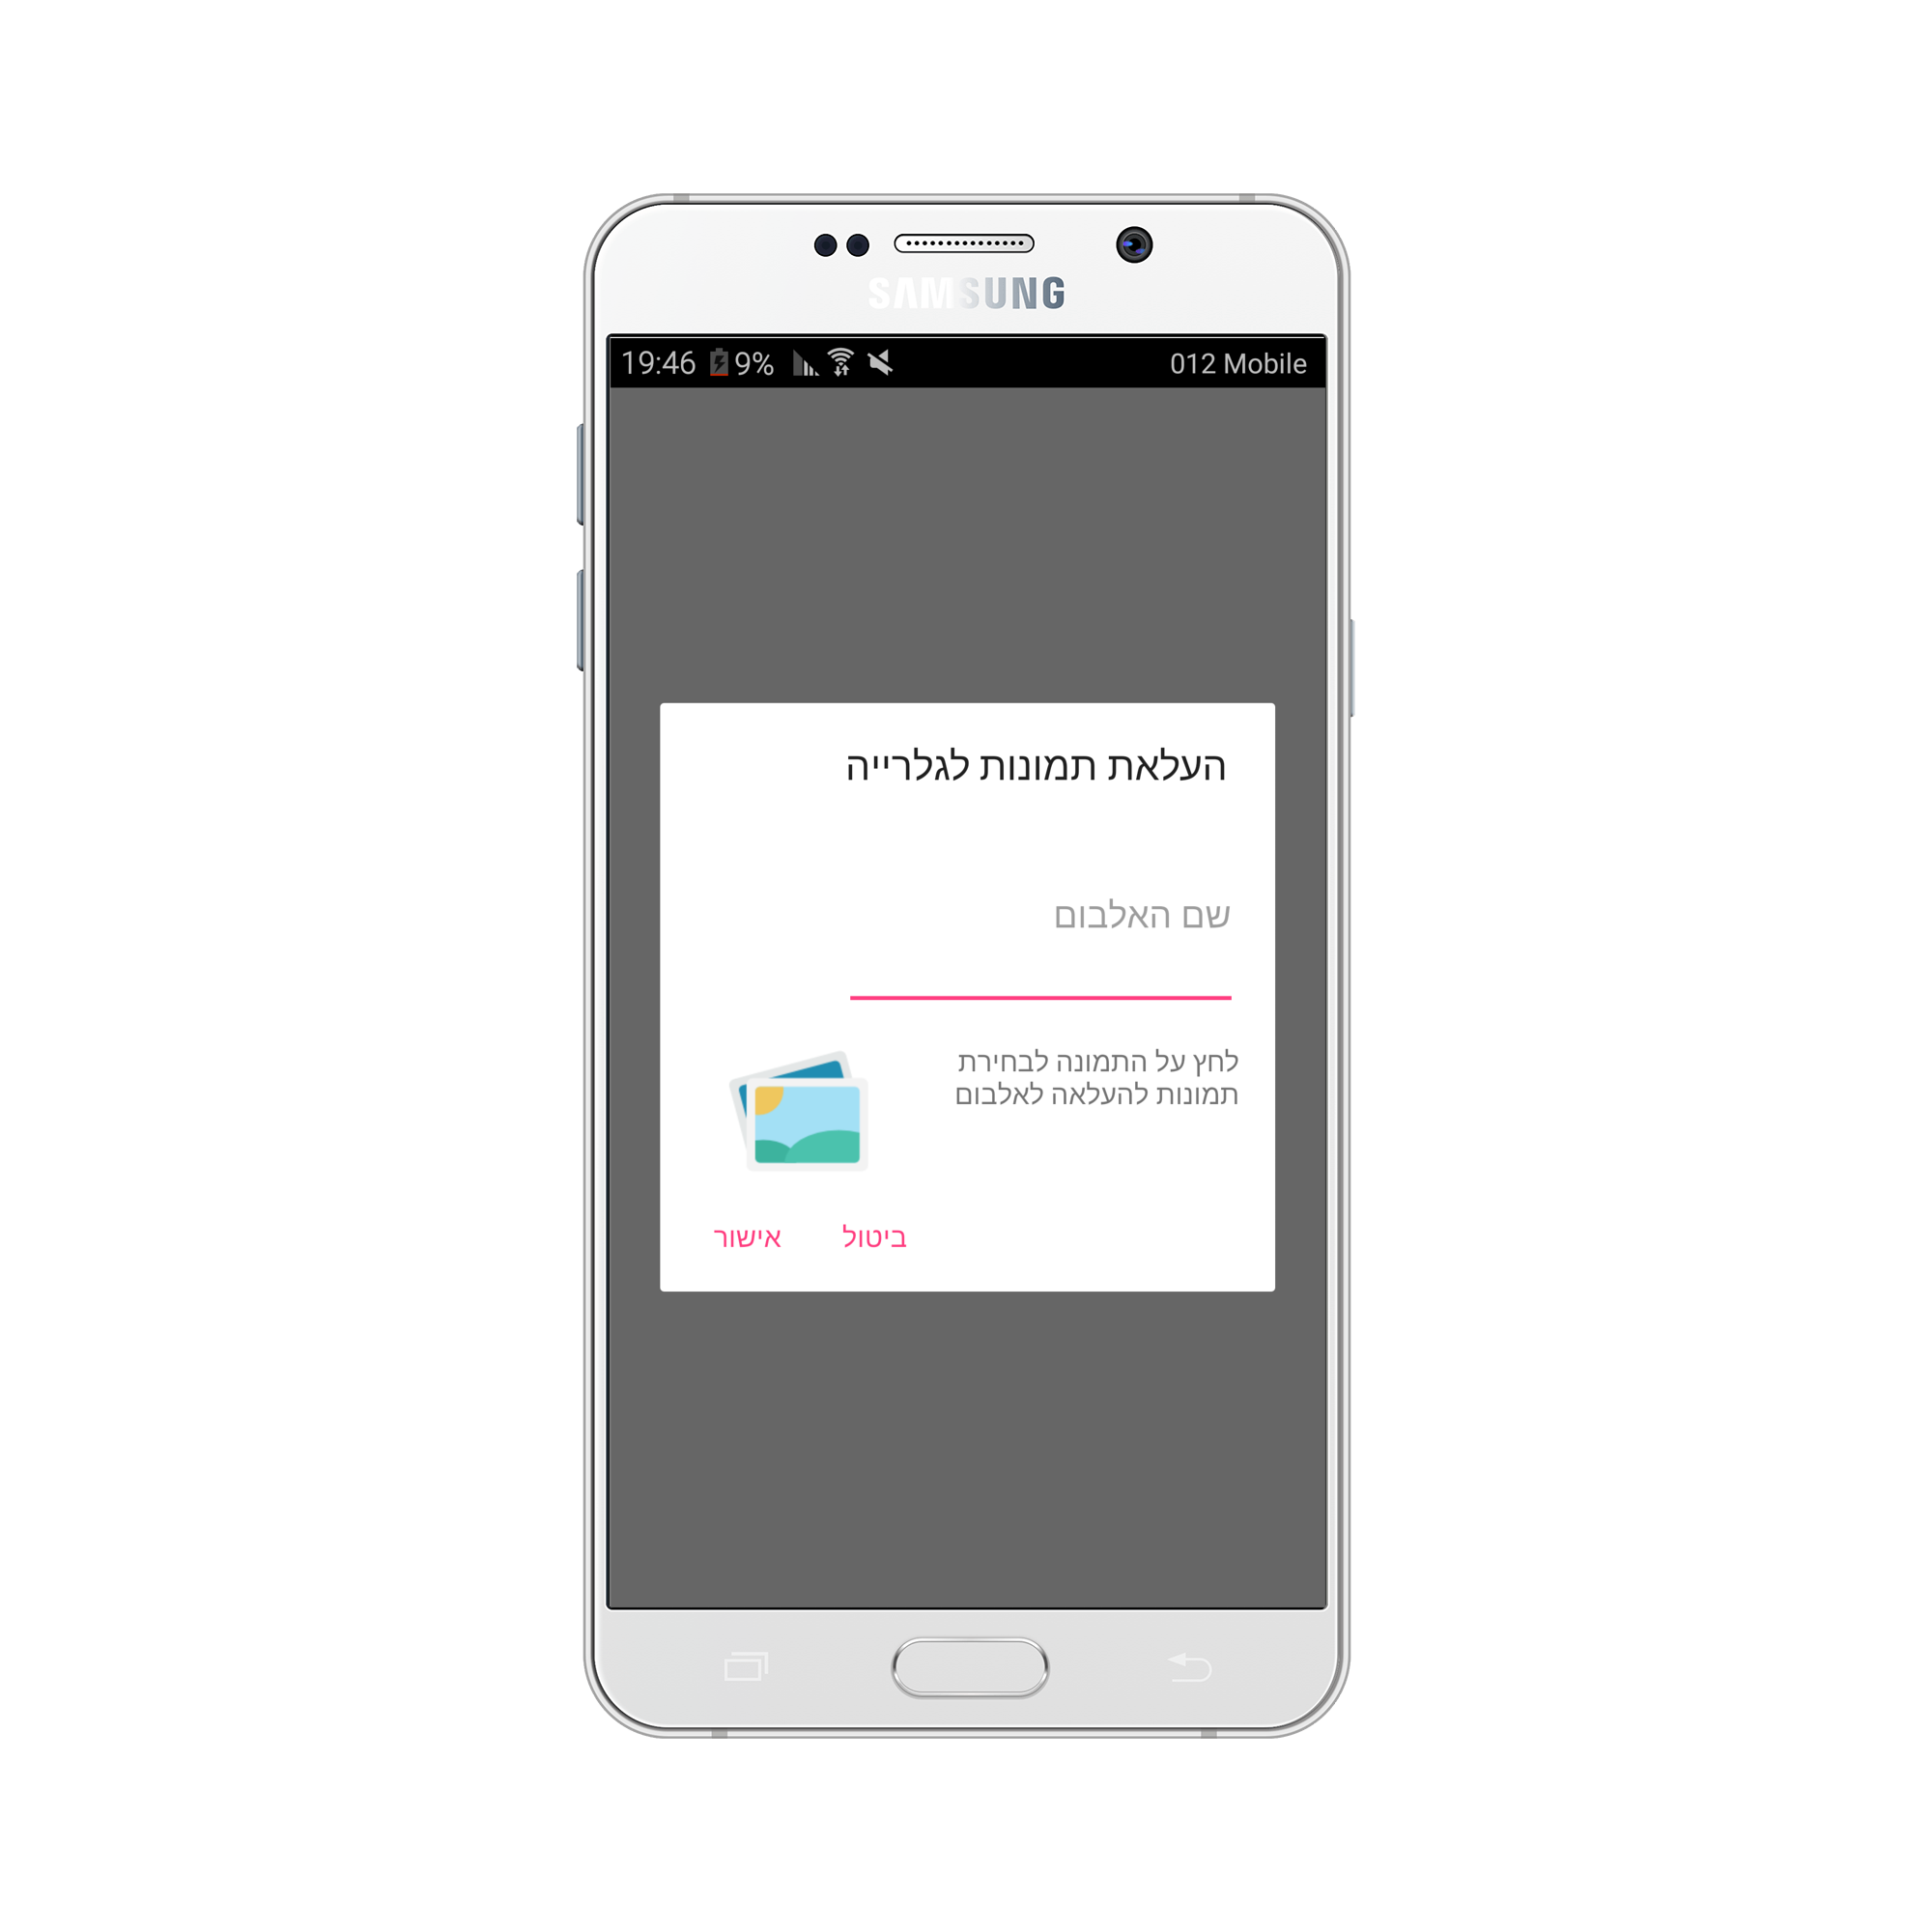 SAMSUNG
19:46 9% 012 Mobile
העלאת תמונות לגלרייה
שם האלבום
לחץ על התמונה לבחירת
תמונות להעלאה לאלבום
ביטול אישור